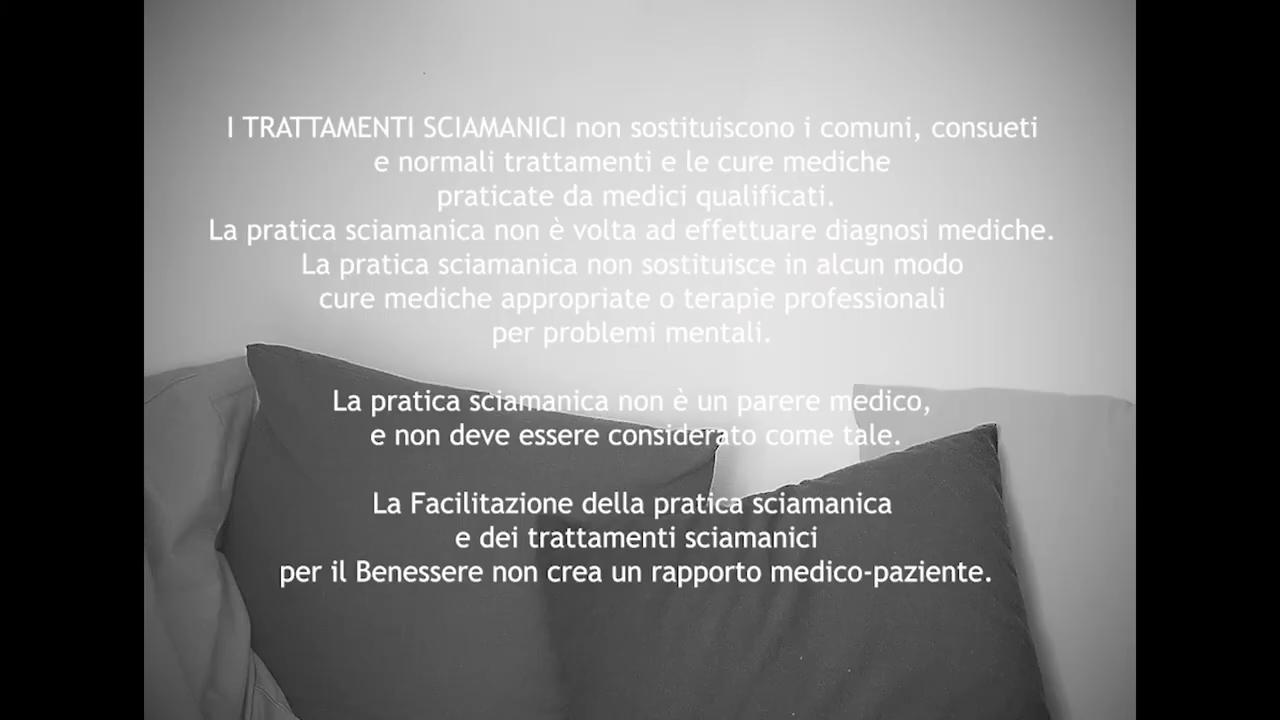 I TRATTAMENTI SCIAMANICI non sostituiscono i comuni, consueti
e normali trattamenti e le cure mediche
praticate da medici qualificati.
La pratica sciamanica non è volta ad effettuare diagnosi mediche.
La pratica sciamanica non sostituisce in alcun modo
cure mediche appropriate o terapie professionali
per problemi mentali.
La pratica sciamanica non è un parere medico,
e non deve essere considerato come tale.
La Facilitazione della pratica sciamanica
e dei trattamenti sciamanici
per il Benessere non crea un rapporto medico-paziente.